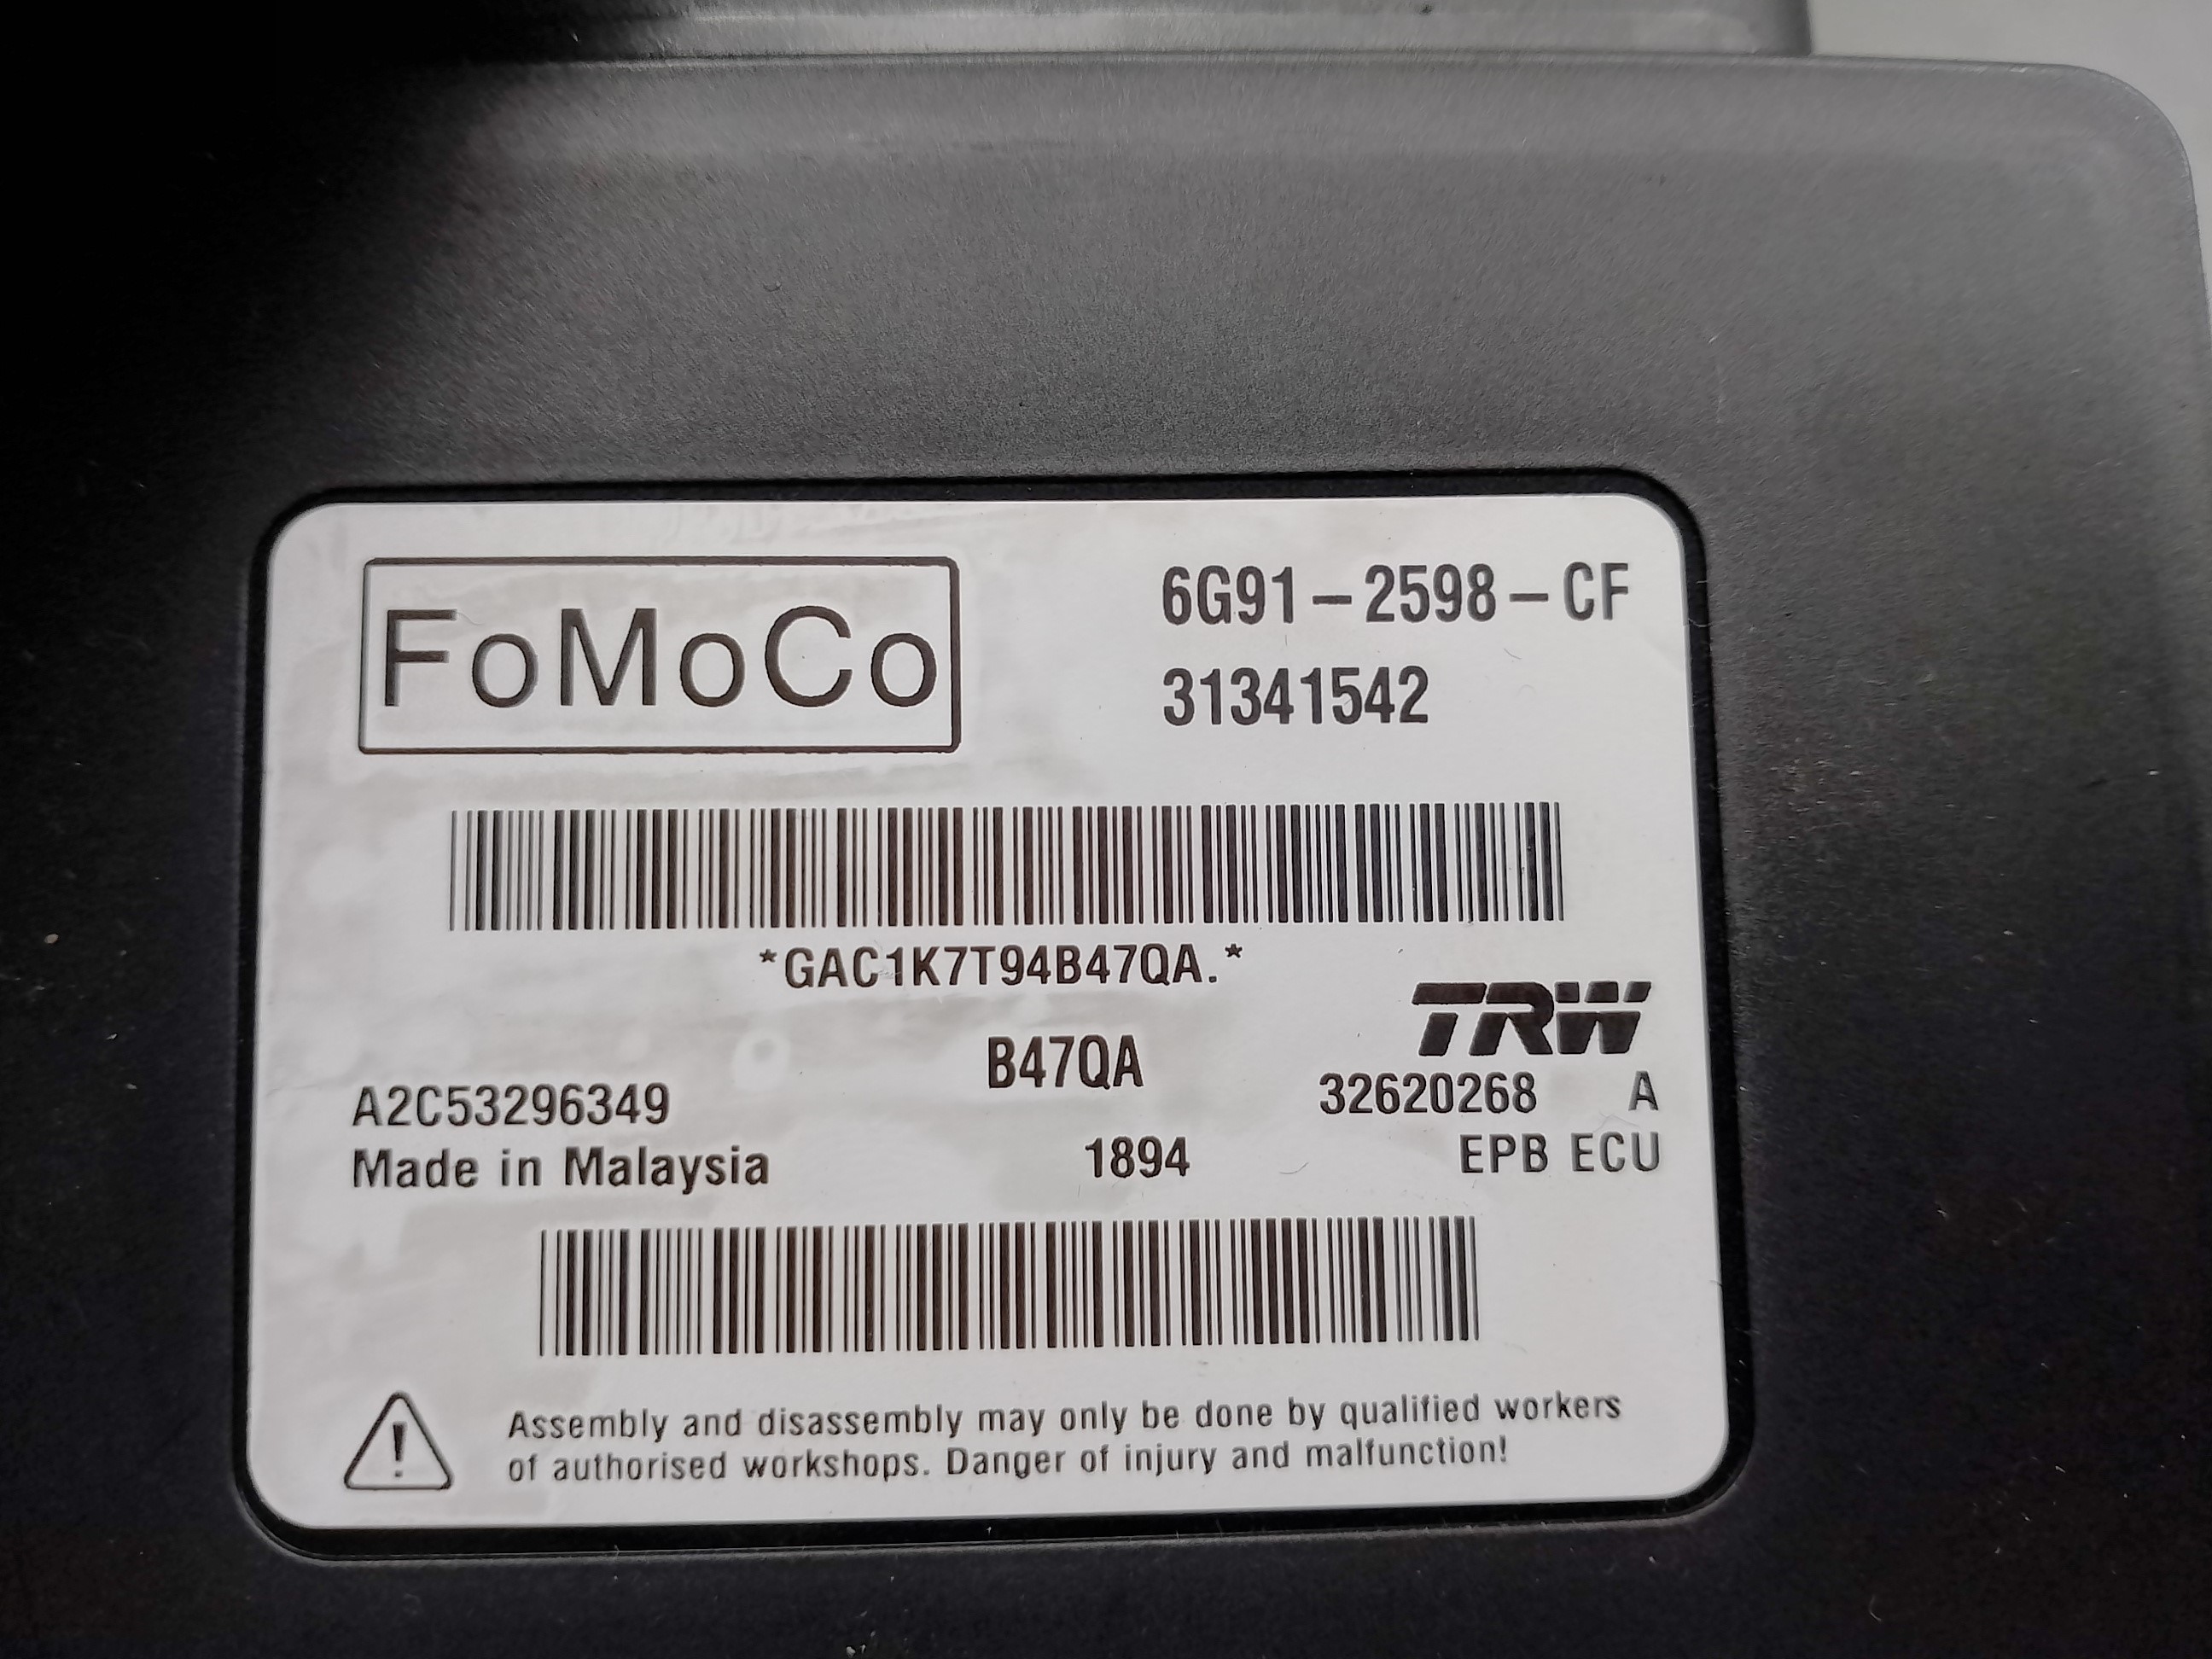 FoMoCo
6G91-2598-CF
31341542
*GAC1K7T94B47QA.*
TRW
B47QA
A2C53296349
32620268 A
Made in Malaysia
1894
EPB ECU
! Assembly and disassembly may only be done by qualified workers
of authorised workshops. Danger of injury and malfunction!